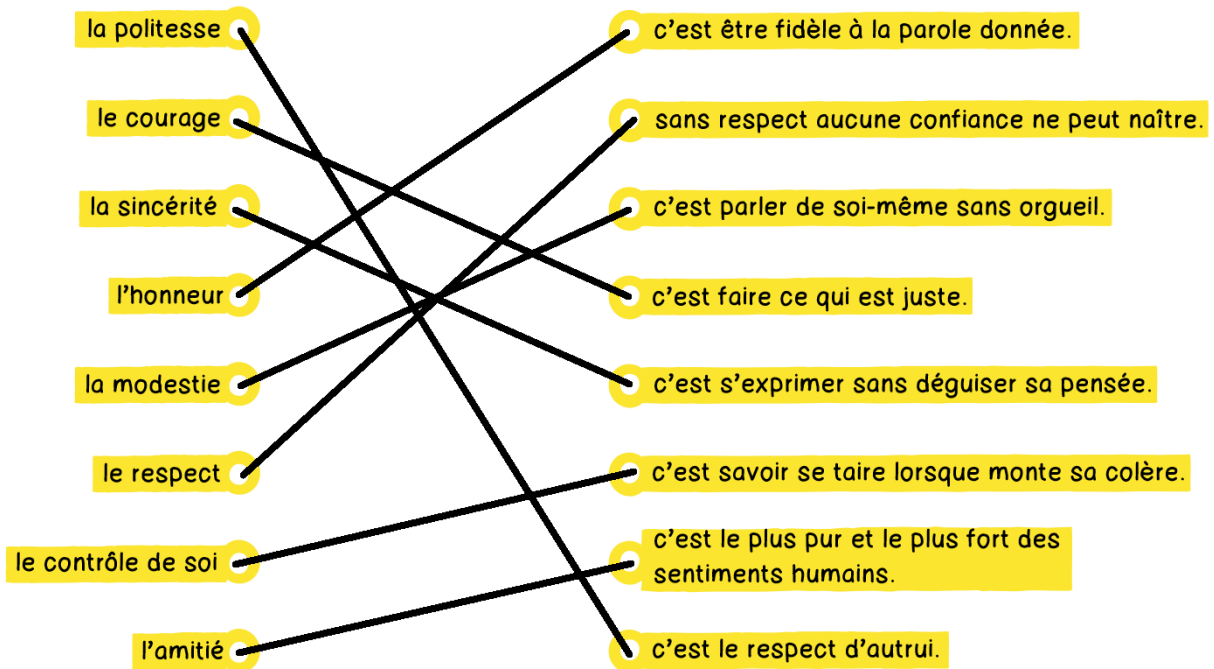 la politesse
c'est être fidèle à la parole donnée.
le courage
sans respect aucune confiance ne peut naître.
la sincérité
c'est parler de soi-même sans orgueil.
l'honneur
c'est faire ce qui est juste.
la modestie
c'est s'exprimer sans déguiser sa pensée.
le respect
c'est savoir se taire lorsque monte sa colère.
le contrôle de soi
c'est le plus pur et le plus fort des
sentiments humains.
l'amitié
c'est le respect d'autrui.